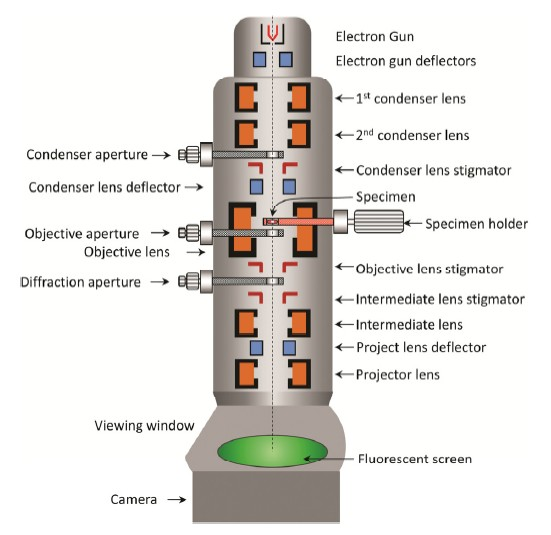 Electron Gun
Electron gun deflectors
1st condenser lens
2nd condenser lens
Condenser aperture
Condenser lens stigmator
Condenser lens deflector
Specimen
Specimen holder
Objective aperture
Objective lens
Objective lens stigmator
Diffraction aperture
Intermediate lens stigmator
Intermediate lens
Project lens deflector
Projector lens
Viewing window
Fluorescent screen
Camera